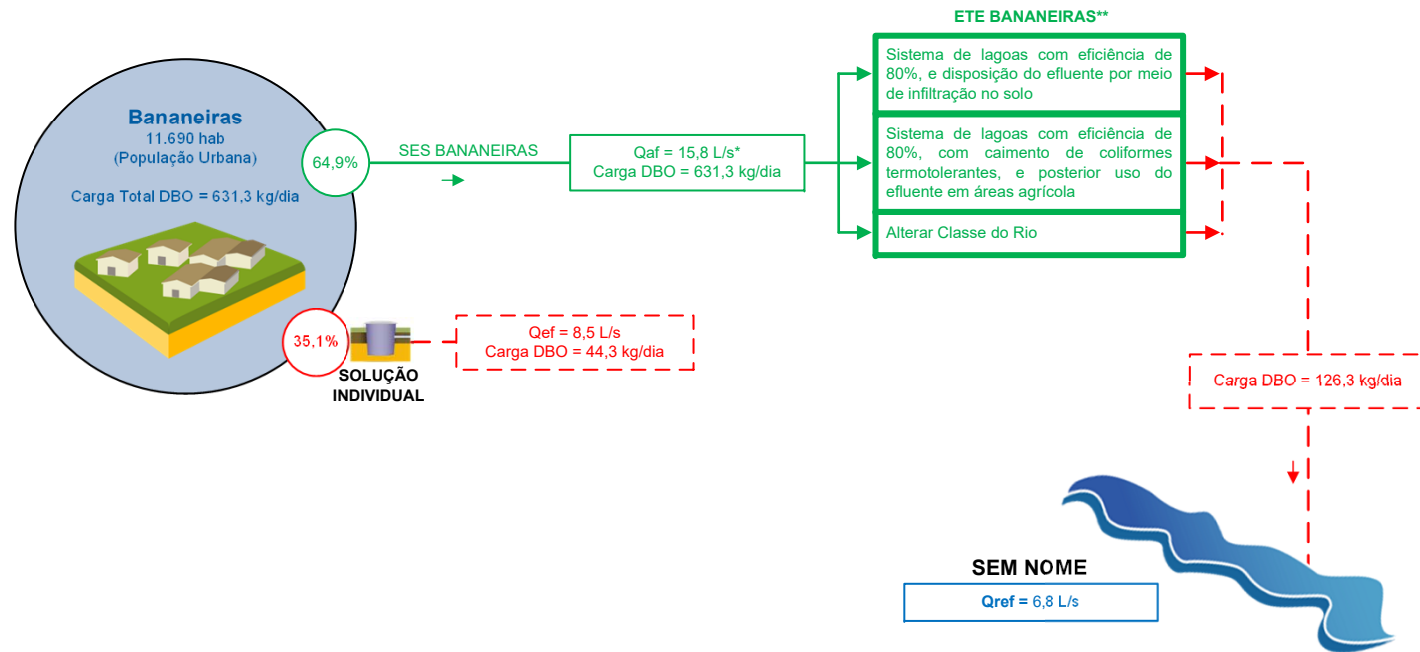 ETE BANANEIRAS**
Sistema de lagoas com eficiência de
80%, e disposição do efluente por meio
de infiltração no solo
Bananeiras
11.690 hab
(População Urbana)
Carga Total DBO = 631,3 kg/dia
64,9%
SES BANANEIRAS
Qaf = 15,8 L/s*
Carga DBO = 631,3 kg/dia
Sistema de lagoas com eficiência de
80%, com caimento de coliformes
termotolerantes, e posterior uso do
efluente em áreas agrícola
Alterar Classe do Rio
35,1%
SOLUÇÃO
INDIVIDUAL
Qef = 8,5 L/s
Carga DBO = 44,3 kg/dia
Carga DBO = 126,3 kg/dia
SEM NOME
Qref = 6,8 L/s